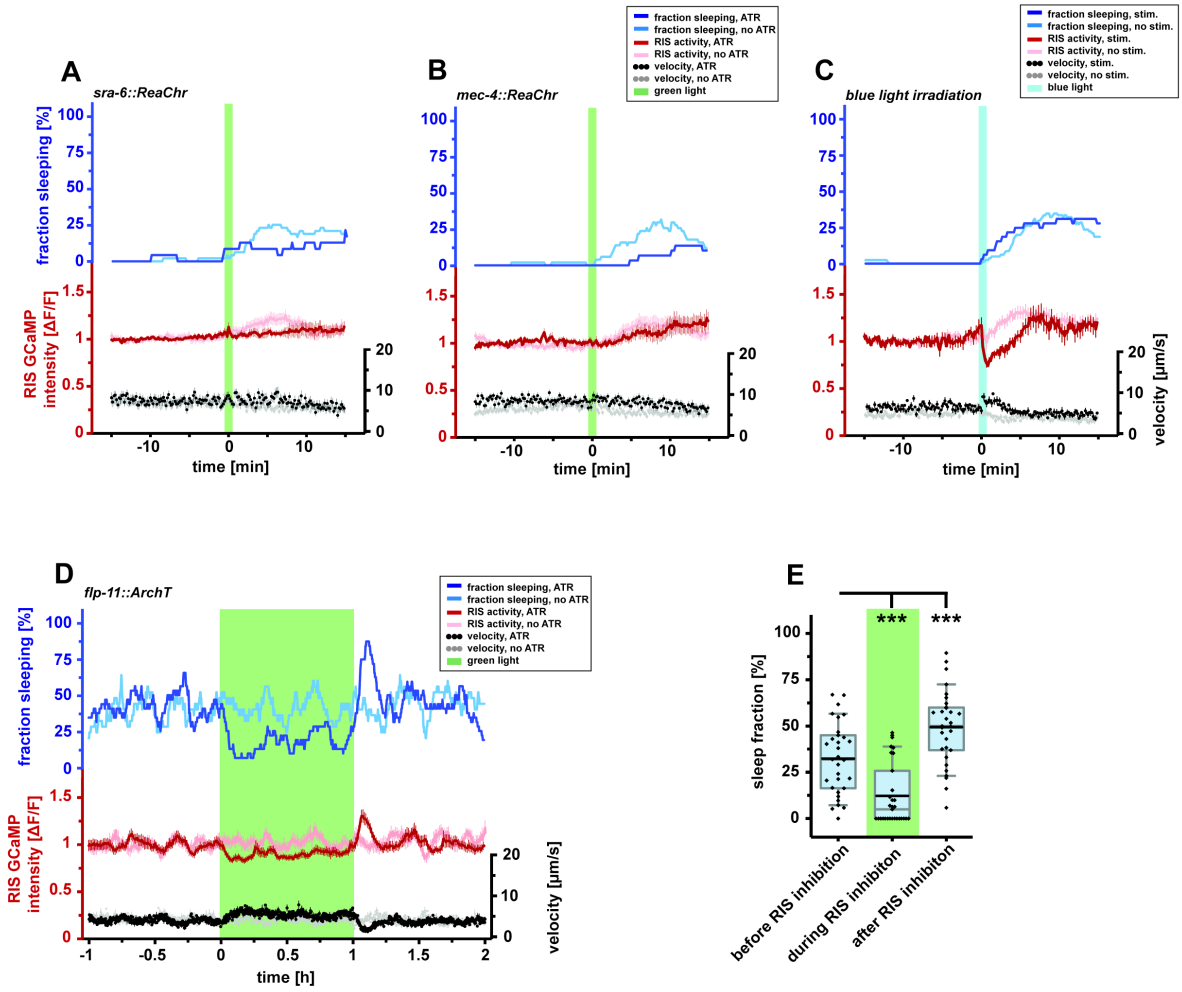 A
sra-6::ReaChr
fraction sleeping, ATR
fraction sleeping, no ATR
RIS activity, ATR
RIS activity, no ATR
velocity, ATR
velocity, no ATR
green light
fraction sleeping [%]
100
75
50
25
0
RIS GCaMP
intensity [ΔF/F]
1.5
1
0.5
0
20
10
0
-10
0
10
time [min]
B
mec-4::ReaChr
100
75
50
25
0
1.5
1
0.5
0
20
10
0
-10
0
10
time [min]
C
blue light irradiation
fraction sleeping, stim.
fraction sleeping, no stim.
RIS activity, stim.
RIS activity, no stim.
velocity, stim.
velocity, no stim.
blue light
100
75
50
25
0
1.5
1
0.5
0
20
10
0
velocity [µm/s]
-10
0
10
time [min]
D
flp-11::ArchT
fraction sleeping, ATR
fraction sleeping, no ATR
RIS activity, ATR
RIS activity, no ATR
velocity, ATR
velocity, no ATR
green light
fraction sleeping [%]
100
75
50
25
0
RIS GCaMP
intensity [ΔF/F]
1.5
1
0.5
0
20
10
0
velocity [µm/s]
-1
-0.5
0
0.5
1
1.5
2
time [h]
E
***
***
sleep fraction [%]
100
75
50
25
0
before RIS inhibition
during RIS inhibiton
after RIS inhibiton